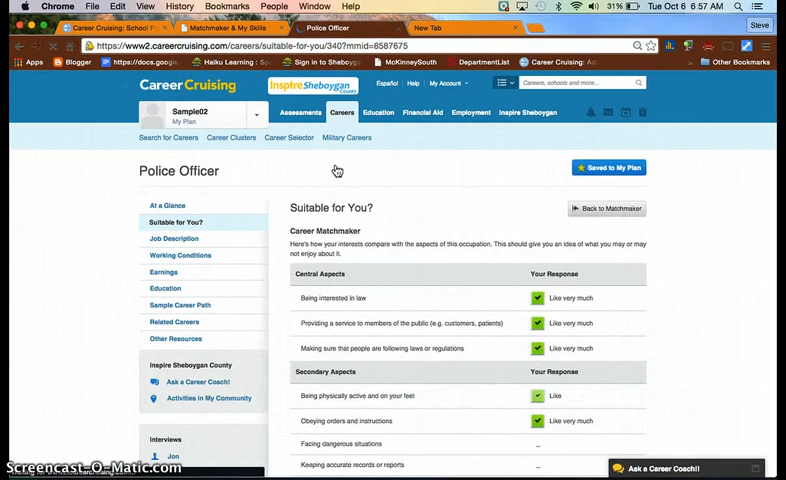 Chrome File Edit View History Bookmarks People Window Help 31% Tue Oct 6 6:57 AM
Career Cruising: School P Matchmaker & My Skills Police Officer New Tab Steve
https://www2.careercruising.com/careers/suitable-for-you/340?mmid=8587675
Apps Blogger https://docs.google Haiku Learning : Sp Sign in to Sheboyga McKinneySouth DepartmentList Career Cruising: Ad Other Bookmarks
Career Cruising Inspire Sheboygan County Español Help My Account Careers, schools and more...
Sample02
My Plan
Assessments Careers Education Financial Aid Employment Inspire Sheboygan
Search for Careers Career Clusters Career Selector Military Careers
Police Officer
Saved to My Plan
At a Glance
Suitable for You?
Job Description
Working Conditions
Earnings
Education
Sample Career Path
Related Careers
Other Resources
Inspire Sheboygan County
Ask a Career Coach!
Activities in My Community
Interviews
Jon
Suitable for You?
Back to Matchmaker
Career Matchmaker
Here's how your interests compare with the aspects of this occupation. This should give you an idea of what you may or may
not enjoy about it.
Central Aspects Your Response
Being interested in law Like very much
Providing a service to members of the public (e.g. customers, patients) Like very much
Making sure that people are following laws or regulations Like very much
Secondary Aspects Your Response
Being physically active and on your feet Like
Obeying orders and instructions Like very much
Facing dangerous situations --
Keeping accurate records or reports --
Ask a Career Coach!!
Screencast-O-Matic.com